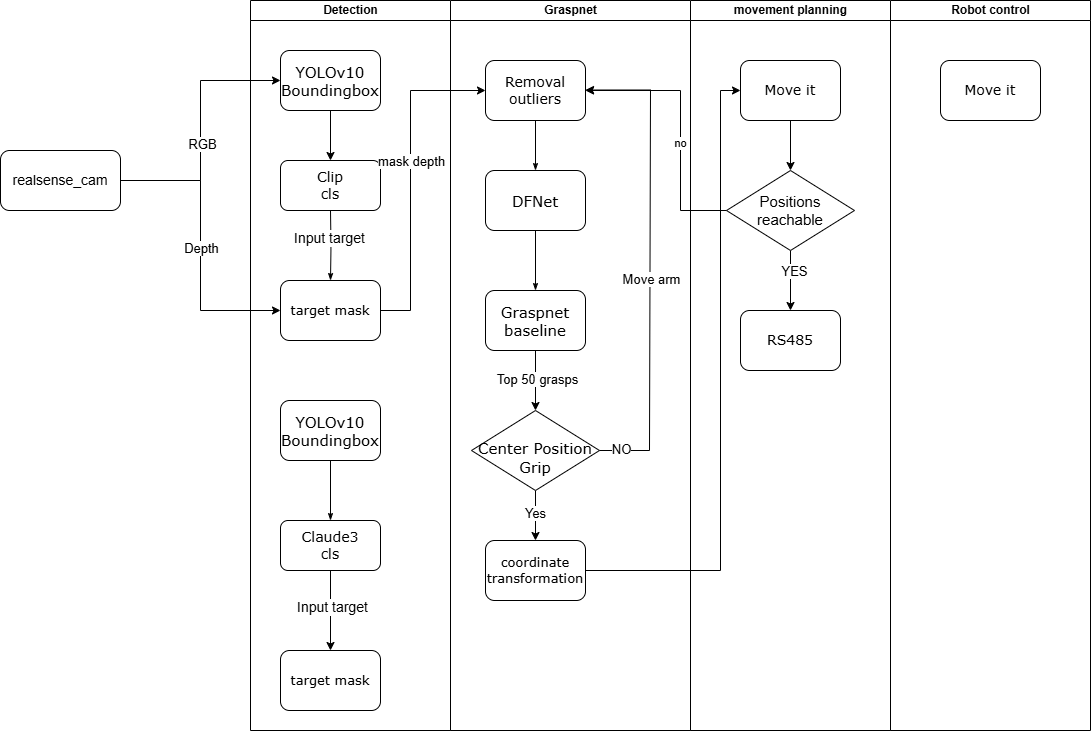 Detection
Graspnet
movement planning
Robot control
realsense_cam
RGB
Depth
YOLOv10
Boundingbox
Clip
cls
Input target
target mask
mask depth
YOLOv10
Boundingbox
Claude3
cls
Input target
target mask
Removal
outliers
DFNet
Graspnet
baseline
Top 50 grasps
Center Position
Grip
NO
Move arm
Yes
coordinate
transformation
Move it
Positions
reachable
no
YES
RS485
Move it